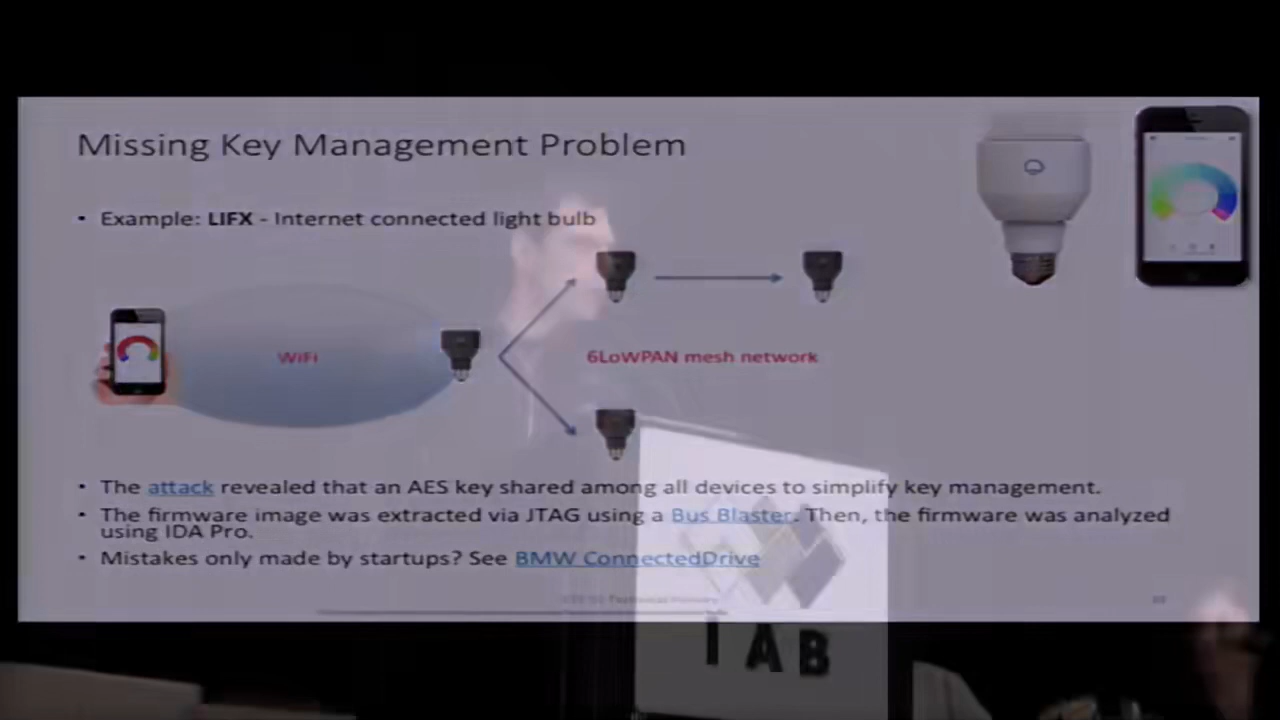 Missing Key Management Problem
• Example: LIFX - Internet connected light bulb
WiFi
6LoWPAN mesh network
• The attack revealed that an AES key shared among all devices to simplify key management.
• The firmware image was extracted via JTAG using a Bus Blaster. Then, the firmware was analyzed
using IDA Pro.
• Mistakes only made by startups? See BMW ConnectedDrive
IAB